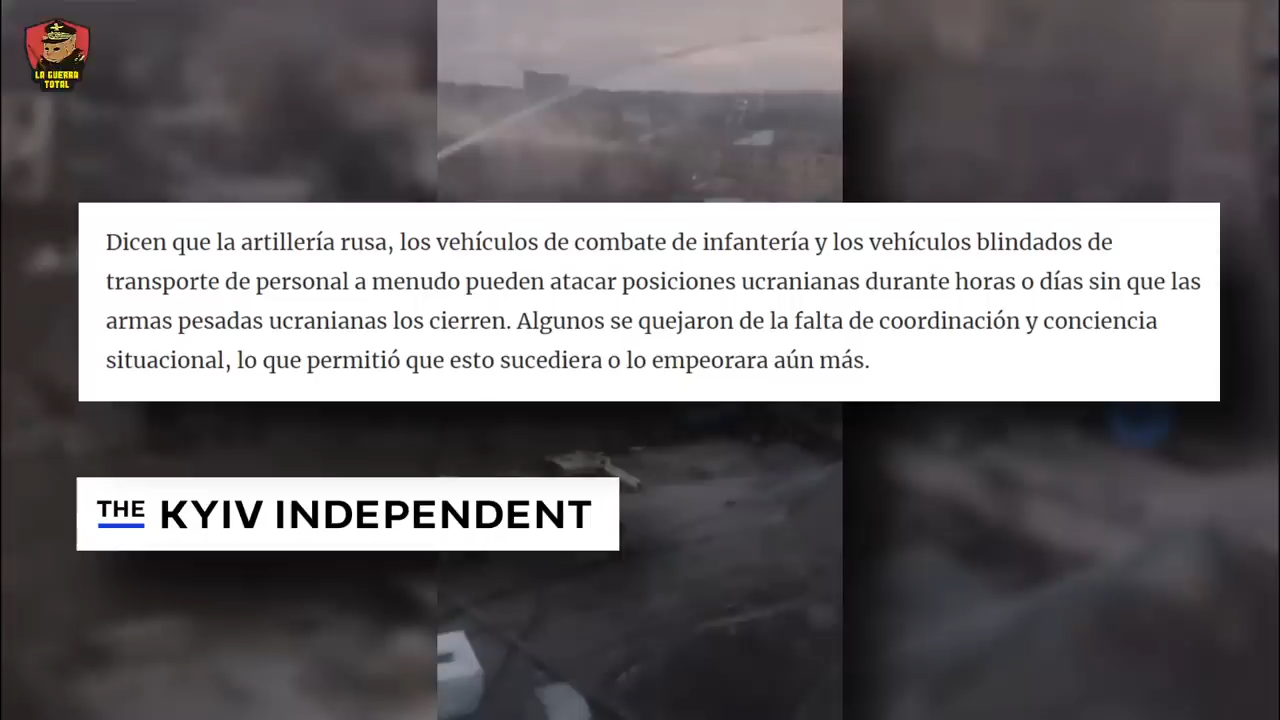 LA GUERRA
TOTAL
Dicen que la artillería rusa, los vehículos de combate de infantería y los vehículos blindados de
transporte de personal a menudo pueden atacar posiciones ucranianas durante horas o días sin que las
armas pesadas ucranianas los cierren. Algunos se quejaron de la falta de coordinación y conciencia
situacional, lo que permitió que esto sucediera o lo empeorara aún más.
THE KYIV INDEPENDENT